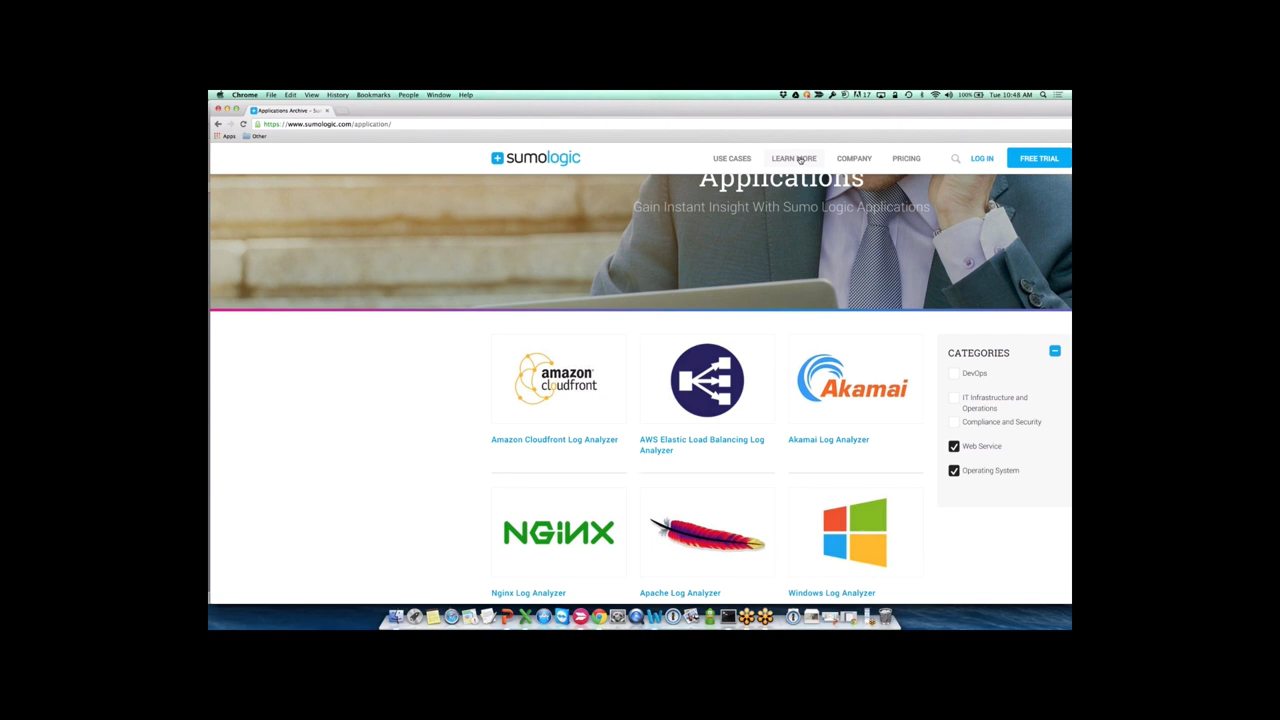 Chrome File Edit View History Bookmarks People Window Help
17 100% Tue 10:48 AM
Applications Archive - Su
https://www.sumologic.com/application/
Apps Other
sumologic
USE CASES LEARN MORE COMPANY PRICING LOG IN FREE TRIAL
Applications
Gain Instant Insight With Sumo Logic Applications
amazon
cloudfront
Akamai
Amazon Cloudfront Log Analyzer
AWS Elastic Load Balancing Log
Analyzer
Akamai Log Analyzer
NGiNX
Nginx Log Analyzer
Apache Log Analyzer
Windows Log Analyzer
CATEGORIES
DevOps
IT Infrastructure and
Operations
Compliance and Security
Web Service
Operating System